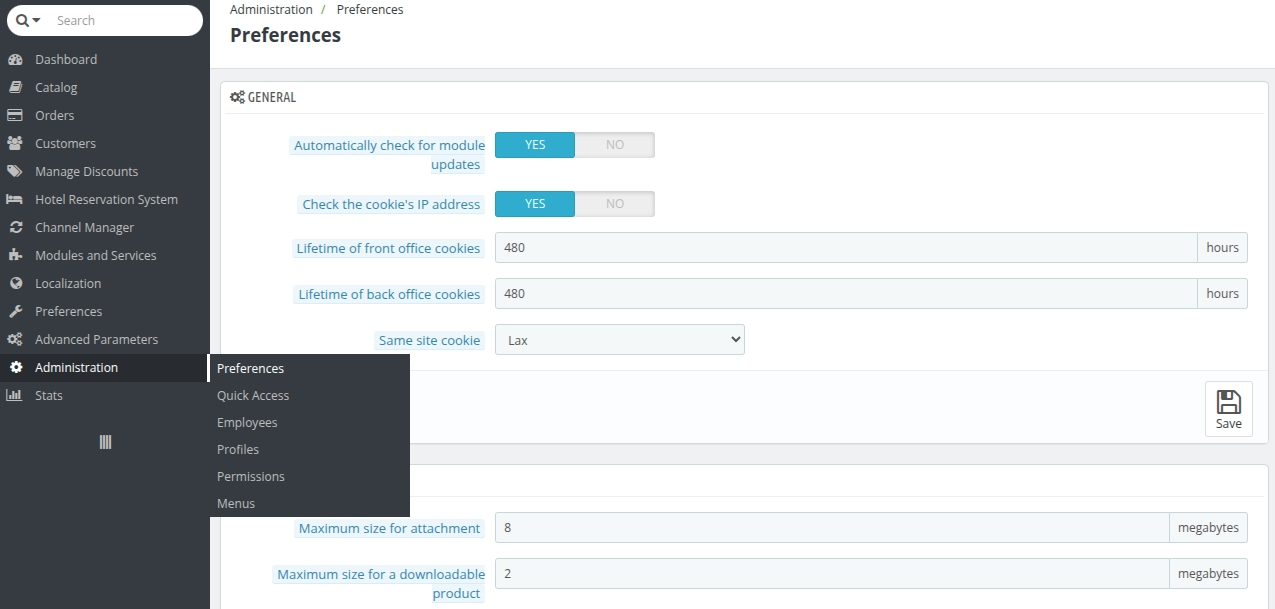 Search
Dashboard
Catalog
Orders
Customers
Manage Discounts
Hotel Reservation System
Channel Manager
Modules and Services
Localization
Preferences
Advanced Parameters
Administration
Stats
Preferences
Quick Access
Employees
Profiles
Permissions
Menus
Administration / Preferences
Preferences
GENERAL
Automatically check for module
updates
YES NO
Check the cookie's IP address YES NO
Lifetime of front office cookies 480 hours
Lifetime of back office cookies 480 hours
Same site cookie Lax
Save
Maximum size for attachment 8 megabytes
Maximum size for a downloadable
product
2 megabytes